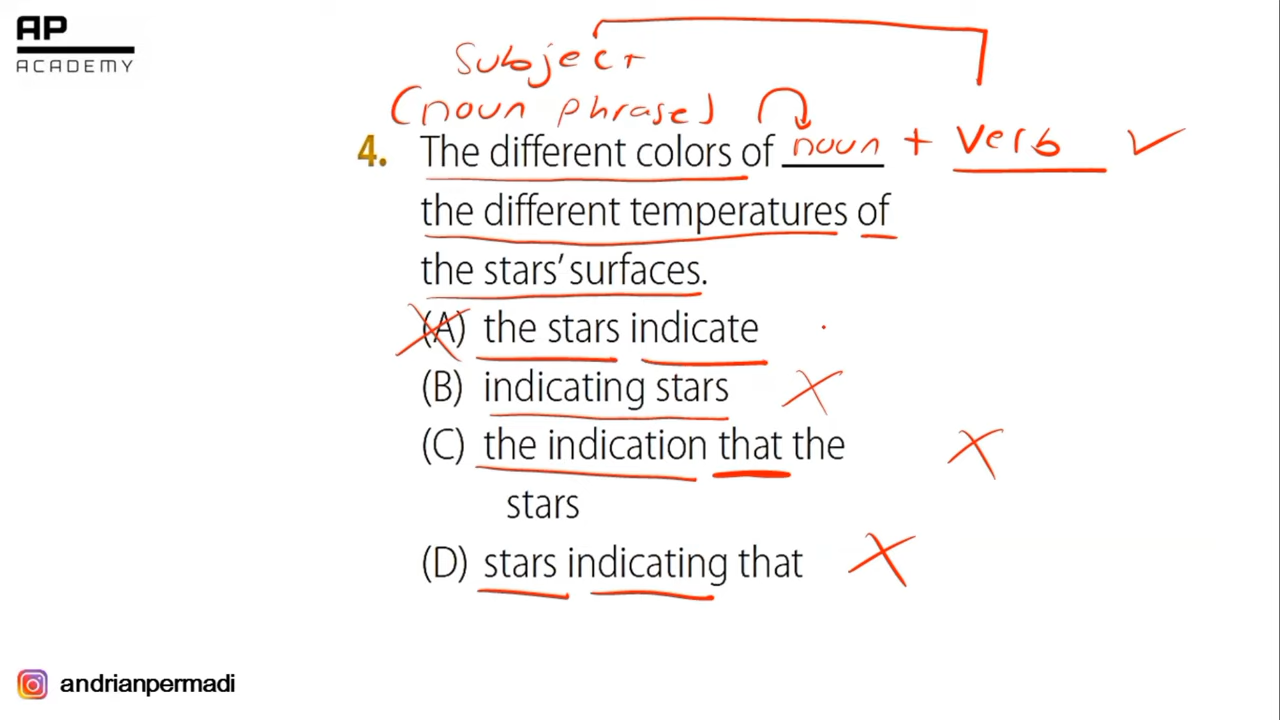 AP
ACADEMY
Subject
(noun phrase)
4. The different colors of noun + verb
the different temperatures of
the stars’ surfaces.
(A) the stars indicate
(B) indicating stars
(C) the indication that the
stars
(D) stars indicating that
andrianpermadi